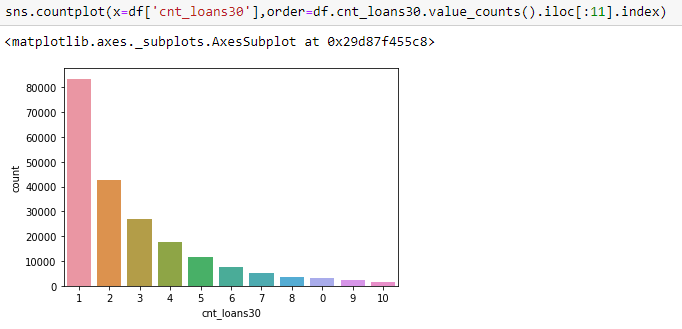 sns.countplot(x=df['cnt_loans30'],order=df.cnt_loans30.value_counts().iloc[:11].index)
<matplotlib.axes._subplots.AxesSubplot at 0x29d87f455c8>
80000
70000
60000
50000
40000
30000
20000
10000
0
count
1 2 3 4 5 6 7 8 0 9 10
cnt_loans30